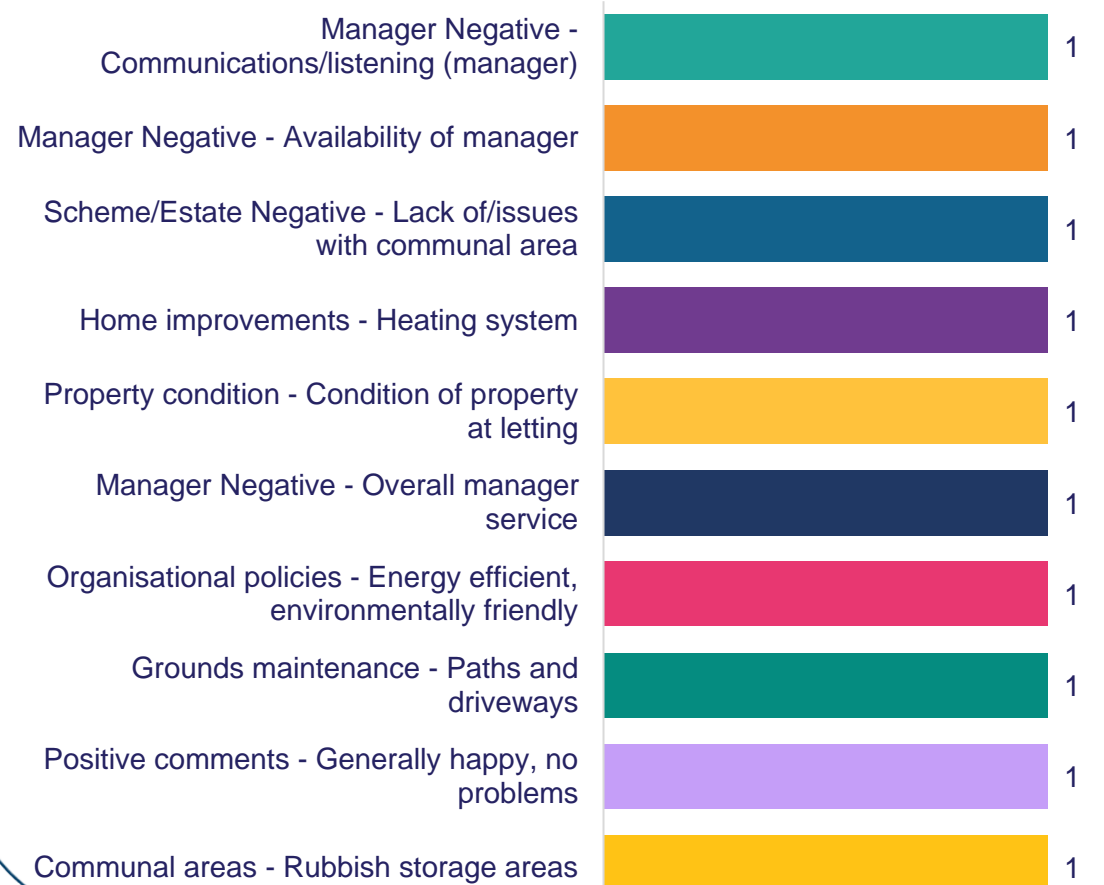 Manager Negative -
Communications/listening (manager)
1
Manager Negative - Availability of manager
1
Scheme/Estate Negative - Lack of/issues
with communal area
1
Home improvements - Heating system
1
Property condition - Condition of property
at letting
1
Manager Negative - Overall manager
service
1
Organisational policies - Energy efficient,
environmentally friendly
1
Grounds maintenance - Paths and
driveways
1
Positive comments - Generally happy, no
problems
1
Communal areas - Rubbish storage areas
1